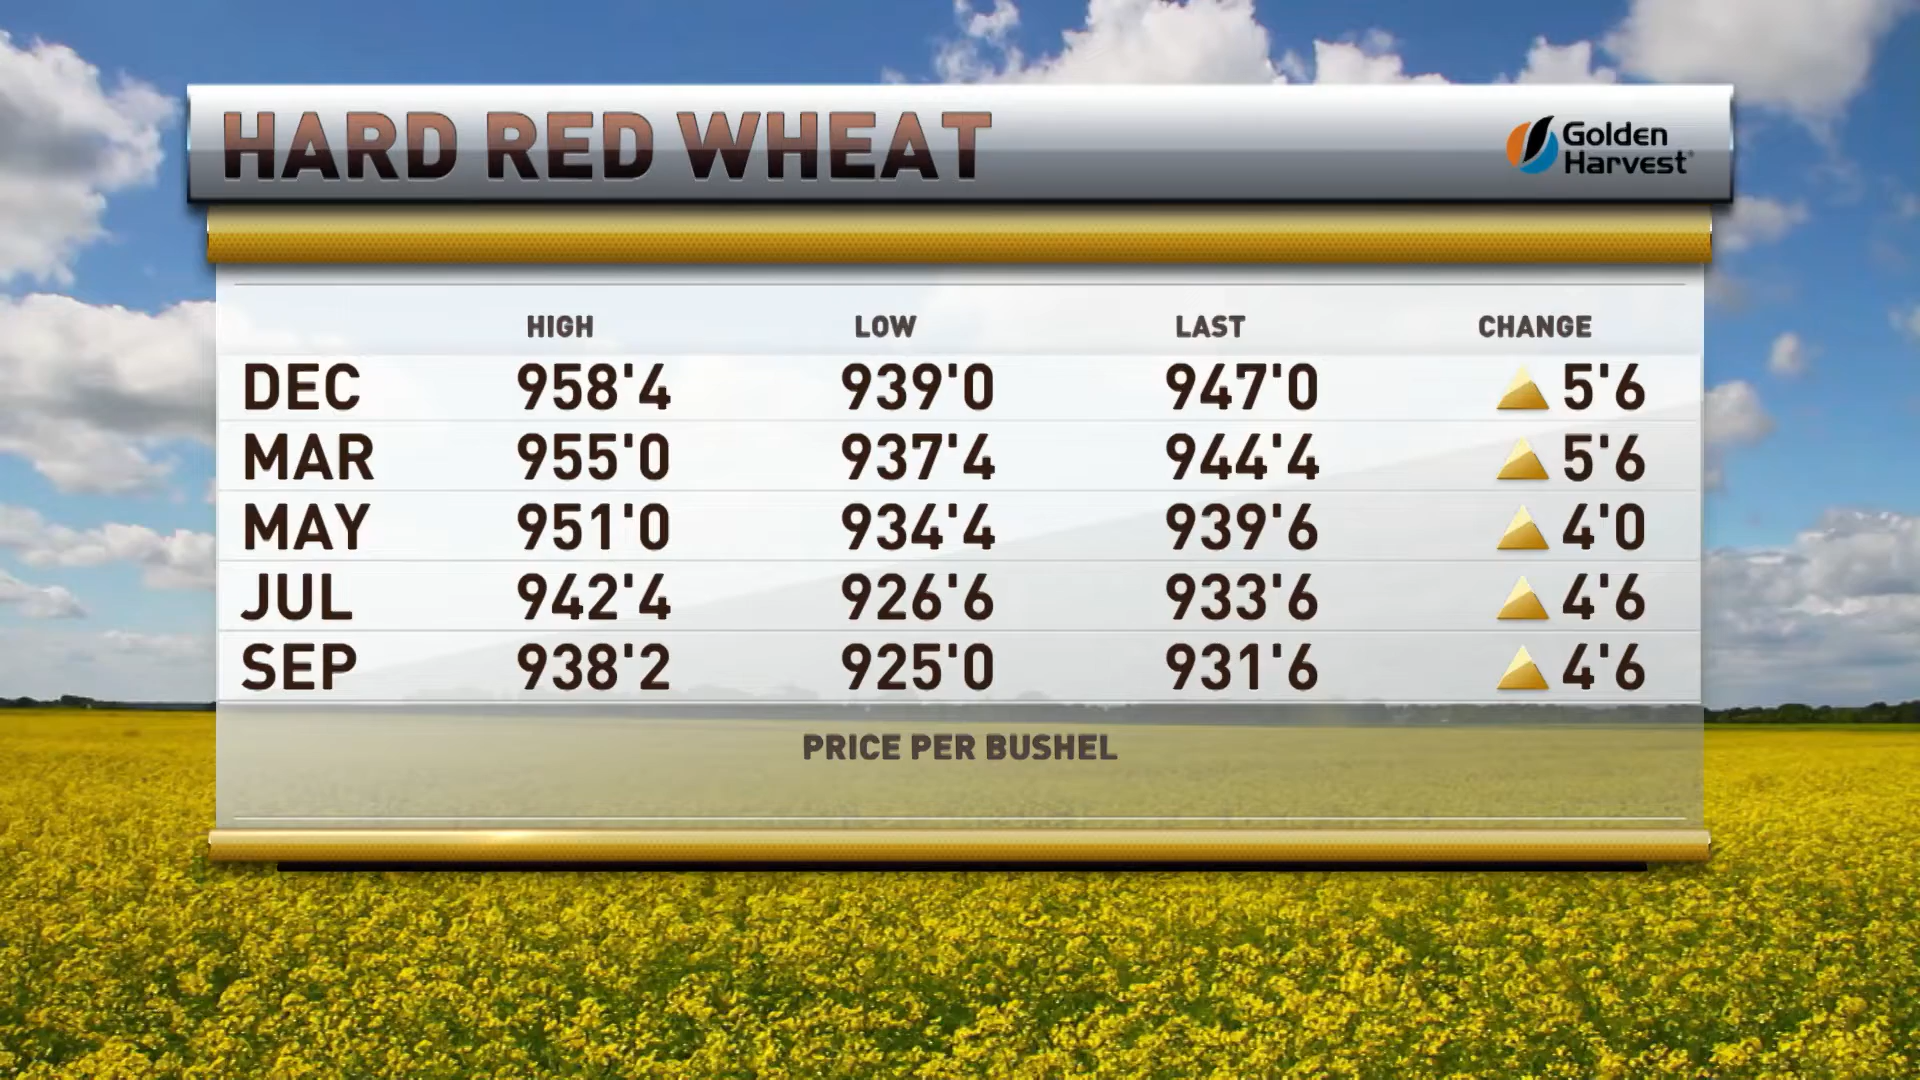 HARD RED WHEAT
Golden
Harvest®
HIGH LOW LAST CHANGE
DEC 958'4 939'0 947'0 5'6
MAR 955'0 937'4 944'4 5'6
MAY 951'0 934'4 939'6 4'0
JUL 942'4 926'6 933'6 4'6
SEP 938'2 925'0 931'6 4'6
PRICE PER BUSHEL